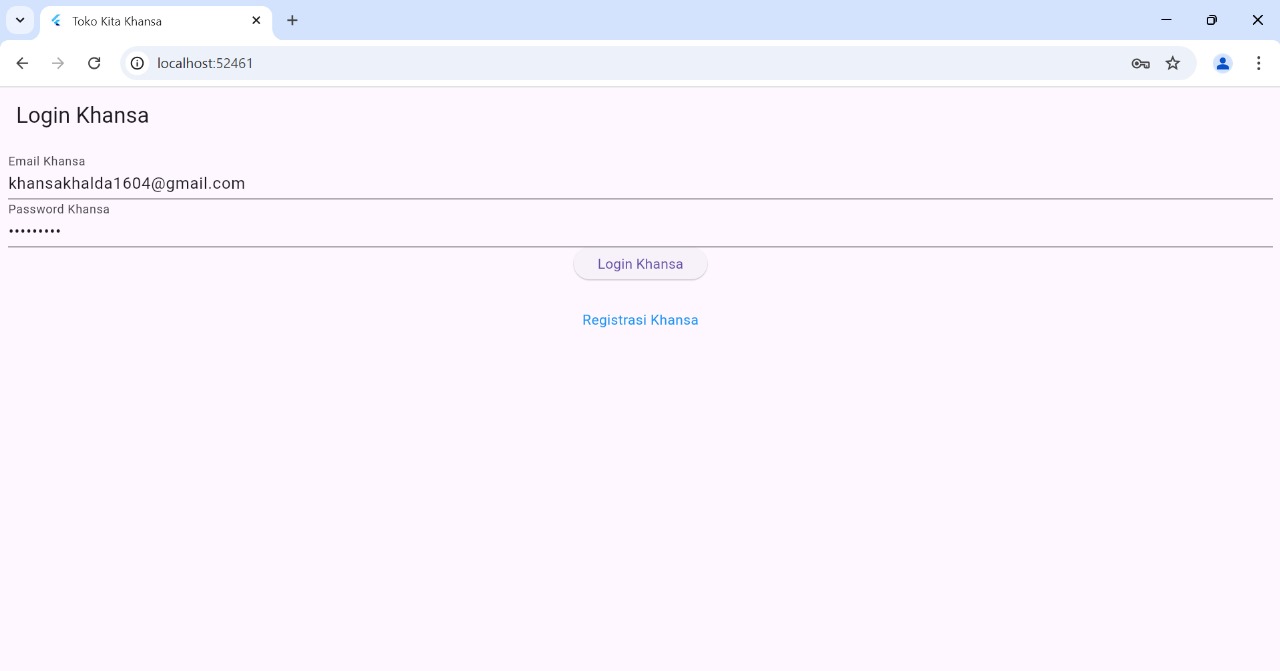 Toko Kita Khansa
localhost:52461
Login Khansa
Email Khansa
khansakhalda1604@gmail.com
Password Khansa
•••••••••
Login Khansa
Registrasi Khansa